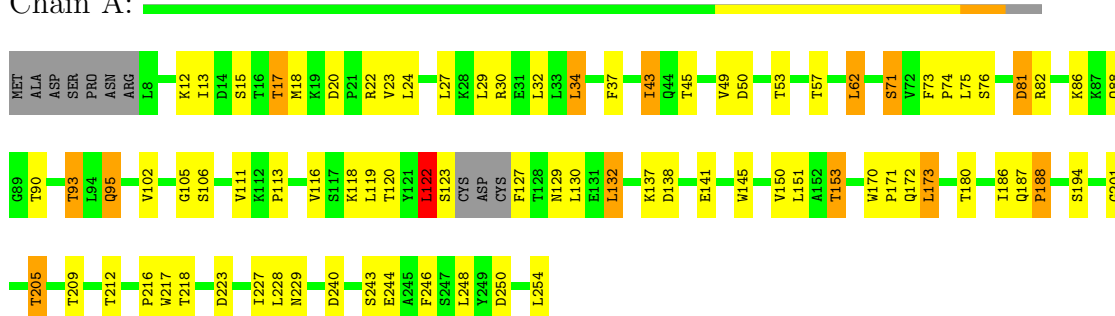 Chain A:
MET ALA ASP SER PRO ASN ARG L8 K12 I13 D14 S15 T16 T17 M18 K19 D20 P21 R22 V23 L24 L27 K28 L29 R30 E31 L32 L33 L34 F37 I43 Q44 T45 V49 D50 T53 T57 L62 S71 V72 F73 P74 L75 S76 D81 R82 K86 K87
G89 T90 T93 L94 Q95 V102 G105 S106 V111 K112 P113 V116 S117 K118 L119 T120 Y121 L122 S123 CYS ASP CYS F127 T128 N129 L130 E131 L132 K137 D138 E141 W145 V150 L151 A152 T153 W170 P171 Q172 L173 T180 I186 Q187 P188 S194
T205 T209 T212 P216 W217 T218 D223 I227 L228 N229 D240 S243 E244 A245 F246 S247 L248 Y249 D250 L254